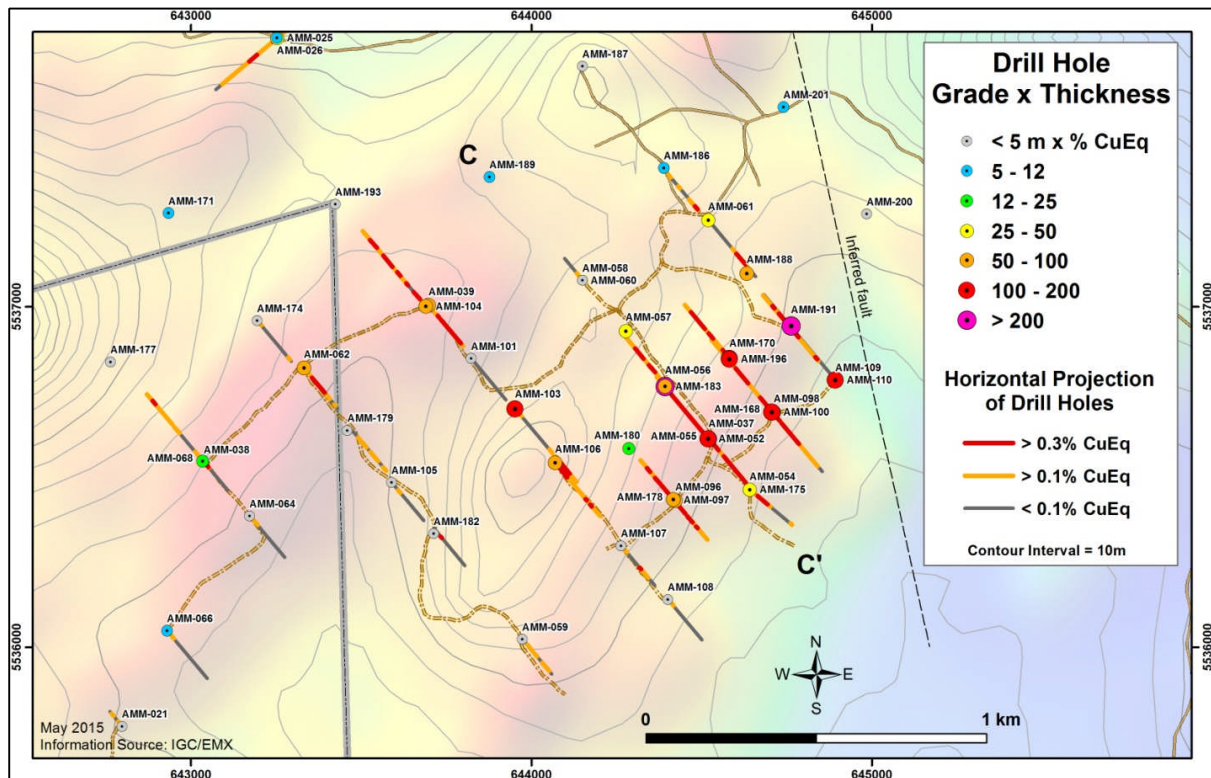 643000
644000
645000
AMM-025
AMM-026
AMM-187
AMM-201
C
AMM-189
AMM-186
AMM-193
AMM-171
AMM-061
AMM-200
Inferred fault
AMM-188
AMM-058
AMM-060
5537000
5537000
AMM-039
AMM-104
AMM-174
AMM-057
AMM-191
AMM-177
AMM-062
AMM-101
AMM-170
AMM-196
AMM-056
AMM-183
AMM-109
AMM-110
AMM-103
AMM-168
AMM-098
AMM-100
AMM-179
AMM-037
AMM-055
AMM-052
AMM-068
AMM-038
AMM-180
AMM-106
AMM-105
AMM-054
AMM-175
AMM-178
AMM-096
AMM-097
AMM-064
AMM-182
AMM-107
C'
AMM-108
AMM-066
AMM-059
5536000
5536000
AMM-021
Drill Hole
Grade x Thickness
< 5 m x % CuEq
5 - 12
12 - 25
25 - 50
50 - 100
100 - 200
> 200
Horizontal Projection
of Drill Holes
> 0.3% CuEq
> 0.1% CuEq
< 0.1% CuEq
Contour Interval = 10m
N
W E
S
0 1 km
May 2015
Information Source: IGC/EMX
643000
644000
645000